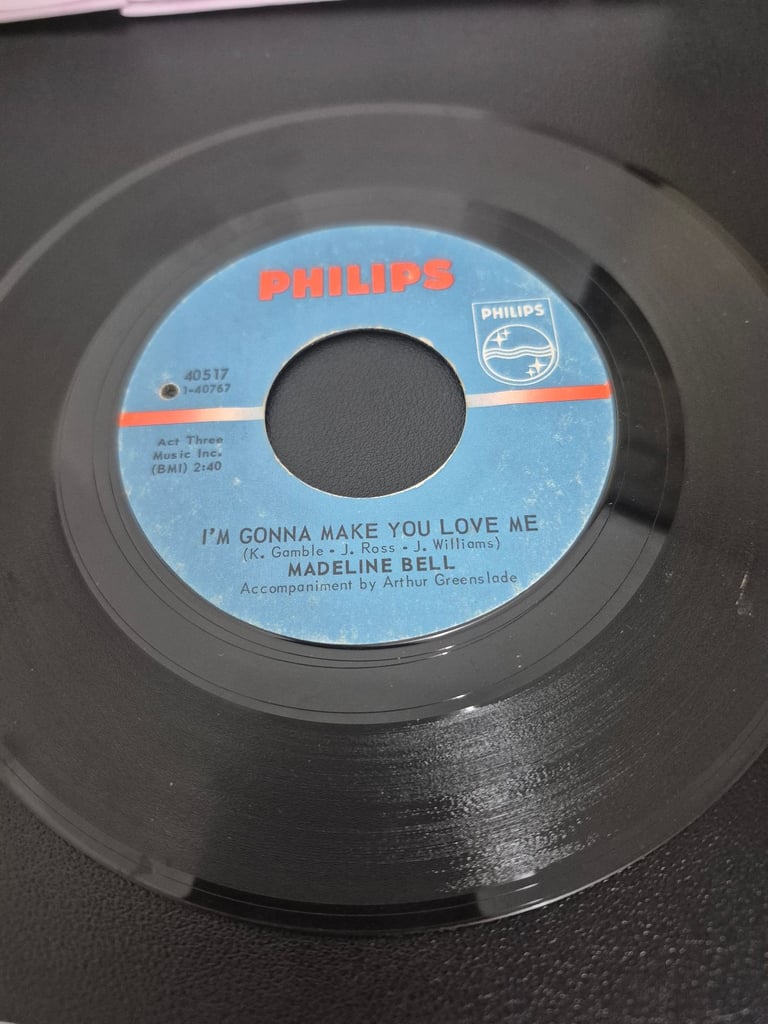 PHILIPS
PHILIPS
40517
1-40767
Act Three
Music Inc.
(BMI) 2:40
I'M GONNA MAKE YOU LOVE ME
(K. Gamble - J. Ross - J. Williams)
MADELINE BELL
Accompaniment by Arthur Greenslade